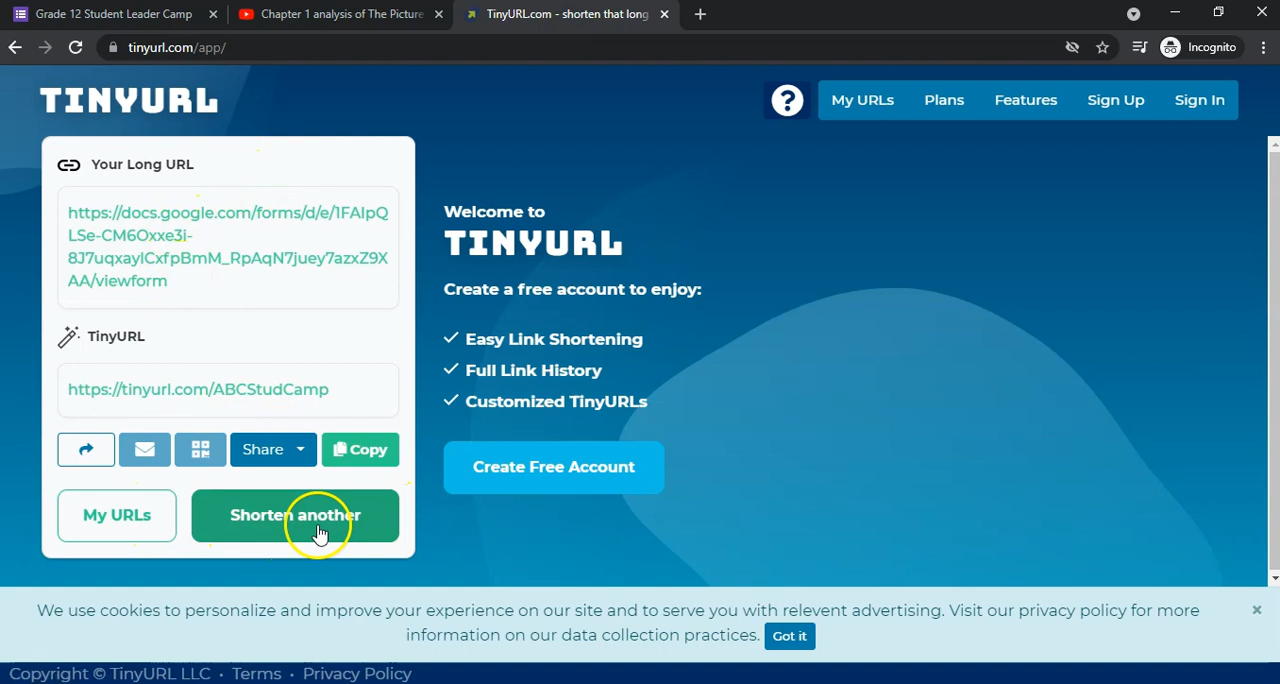 Grade 12 Student Leader Camp
Chapter 1 analysis of The Picture
TinyURL.com - shorten that long
tinyurl.com/app/
Incognito
TINYURL
?
My URLs
Plans
Features
Sign Up
Sign In
Your Long URL
https://docs.google.com/forms/d/e/1FAIpQ
LSe-CM6Oxxe3i-
8J7uqxaylCxfpBmM_RpAqN7juey7azxZ9X
AA/viewform
TinyURL
https://tinyurl.com/ABCStudCamp
Share
Copy
My URLs
Shorten another
Welcome to
TINYURL
Create a free account to enjoy:
Easy Link Shortening
Full Link History
Customized TinyURLs
Create Free Account
We use cookies to personalize and improve your experience on our site and to serve you with relevent advertising. Visit our privacy policy for more
information on our data collection practices. Got it
Copyright © TinyURL LLC • Terms • Privacy Policy